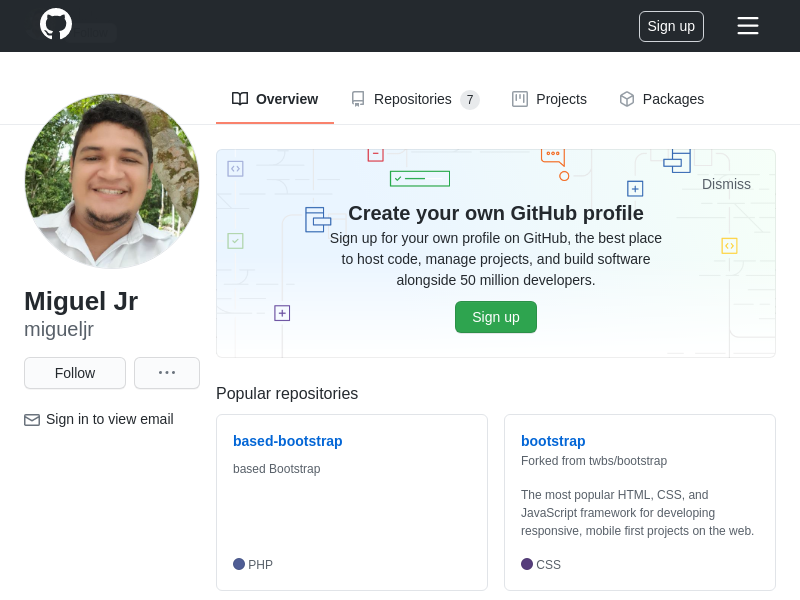 Sign up
Overview
Repositories 7
Projects
Packages
Dismiss
Create your own GitHub profile
Sign up for your own profile on GitHub, the best place
to host code, manage projects, and build software
alongside 50 million developers.
Sign up
Miguel Jr
migueljr
Follow
Sign in to view email
Popular repositories
based-bootstrap
based Bootstrap
PHP
bootstrap
Forked from twbs/bootstrap
The most popular HTML, CSS, and
JavaScript framework for developing
responsive, mobile first projects on the web.
CSS